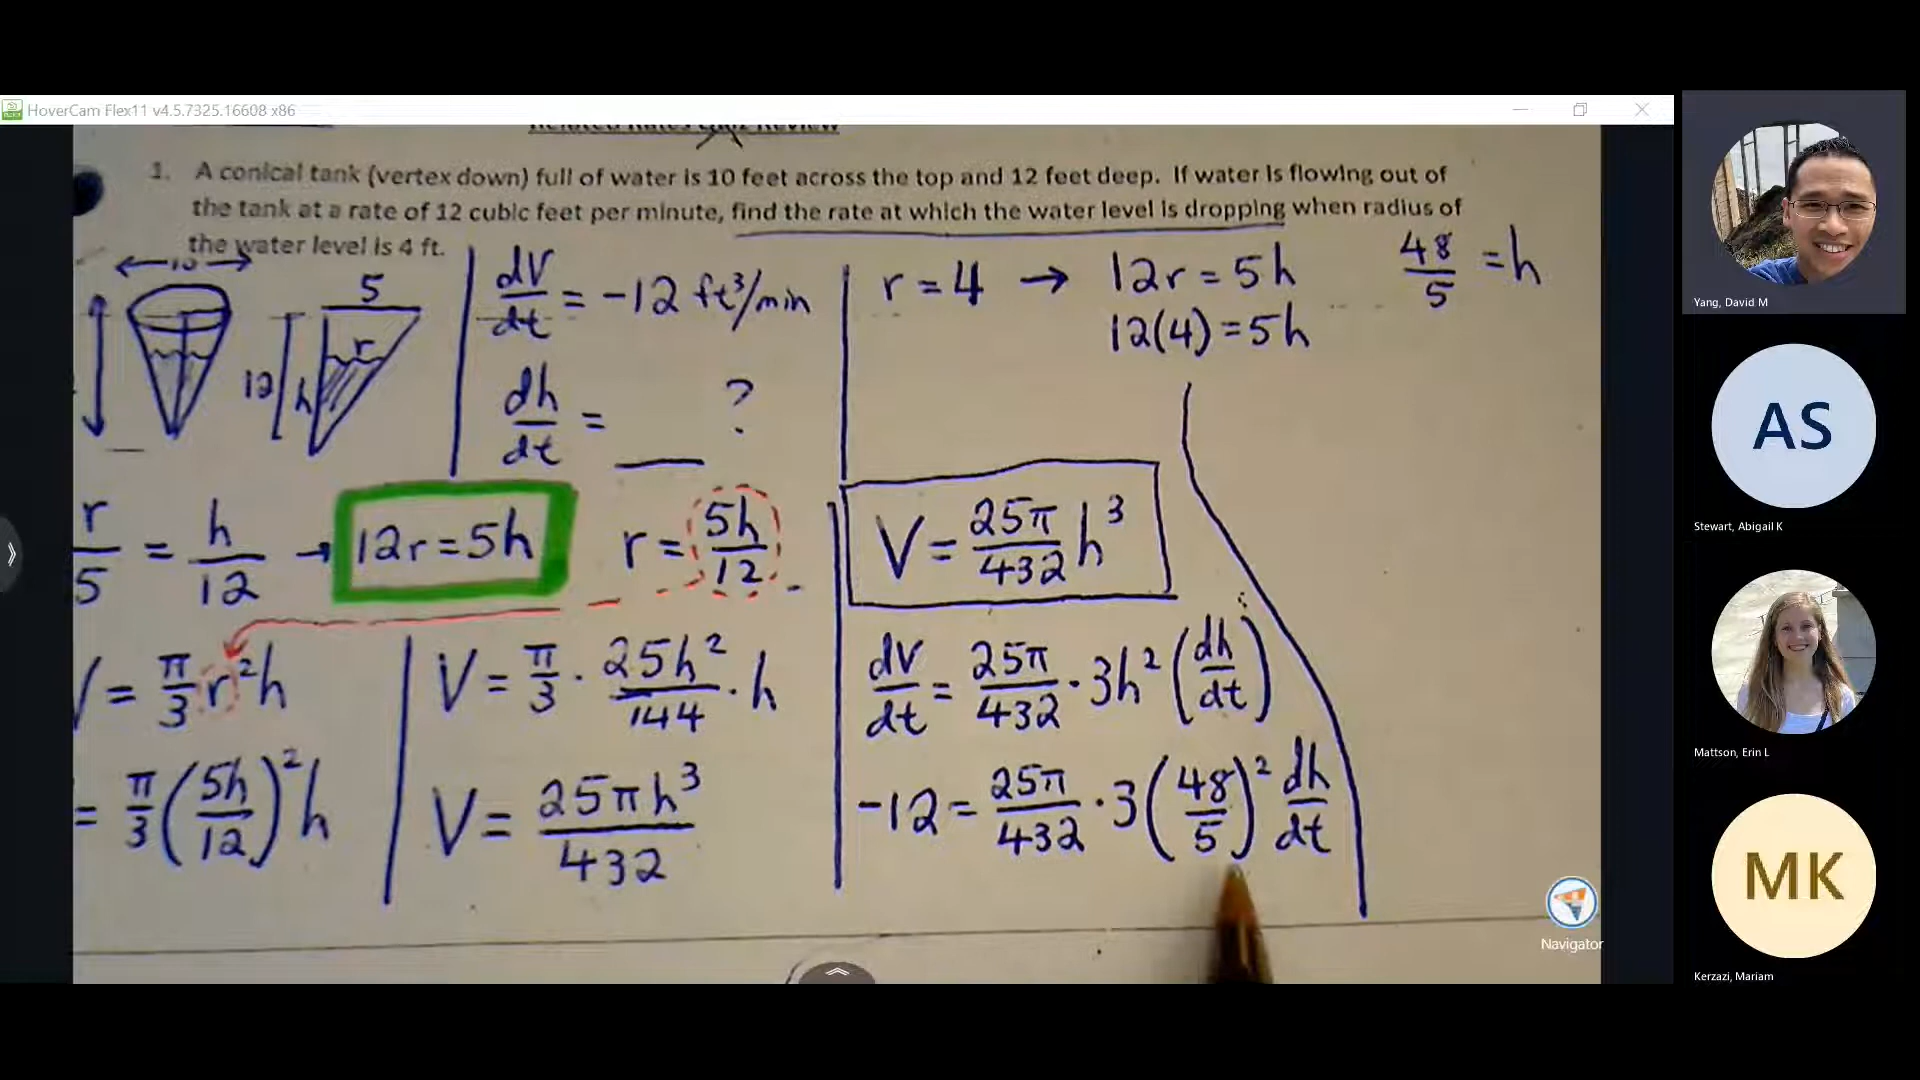 HoverCam Flex11 v4.5.7325.16608 x86
Related Rates Quiz Review
1. A conical tank (vertex down) full of water is 10 feet across the top and 12 feet deep. If water is flowing out of
the tank at a rate of 12 cubic feet per minute, find the rate at which the water level is dropping when radius of
the water level is 4 ft.
10
5
r
12
h
dV/dt = -12 ft³/min
dh/dt = ___ ?
r = 4 → 12r = 5h
12(4) = 5h
48/5 = h
r/5 = h/12 → 12r = 5h
r = 5h/12
V = π/3 r²h
= π/3 (5h/12)² h
V = π/3 · 25h²/144 · h
V = 25πh³/432
V = 25π/432 h³
dV/dt = 25π/432 · 3h² (dh/dt)
-12 = 25π/432 · 3(48/5)² dh/dt
Navigator
Yang, David M
AS
Stewart, Abigail K
Mattson, Erin L
MK
Kerzazi, Mariam